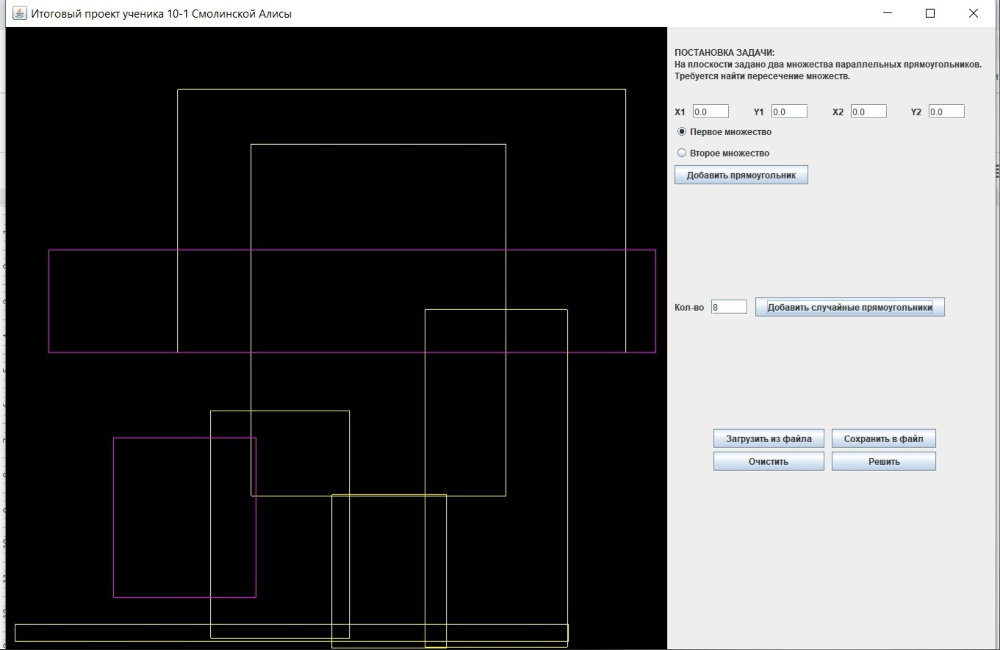 Итоговый проект ученика 10-1 Смолинской Алисы
ПОСТАНОВКА ЗАДАЧИ:
На плоскости задано два множества параллельных прямоугольников.
Требуется найти пересечение множеств.
X1 0.0 Y1 0.0 X2 0.0 Y2 0.0
Первое множество
Второе множество
Добавить прямоугольник
Кол-во 8 Добавить случайные прямоугольники
Загрузить из файла Сохранить в файл
Очистить Решить